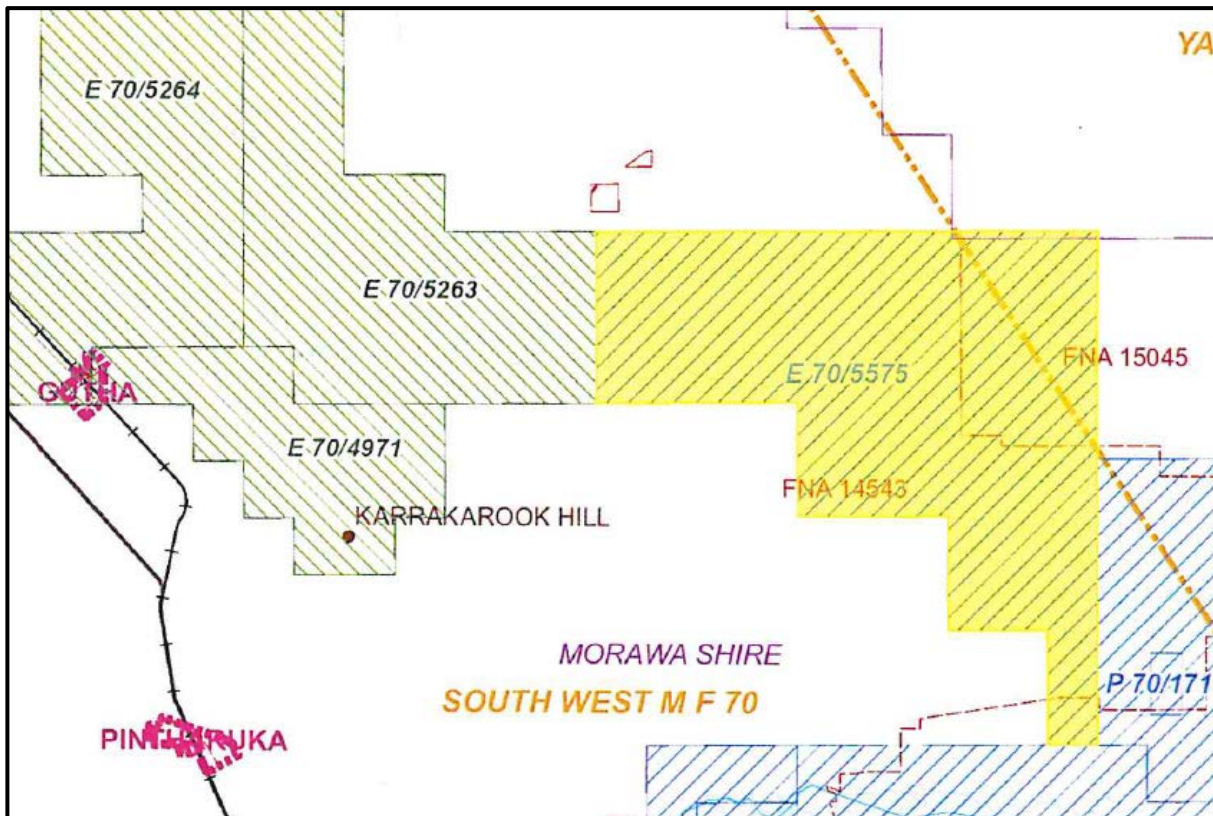 YA
E 70/5264
E 70/5263
E 70/5575
FNA 15045
E 70/4971
FNA 14543
KARRAKAROOK HILL
MORAWA SHIRE
P 70/171
SOUTH WEST M F 70